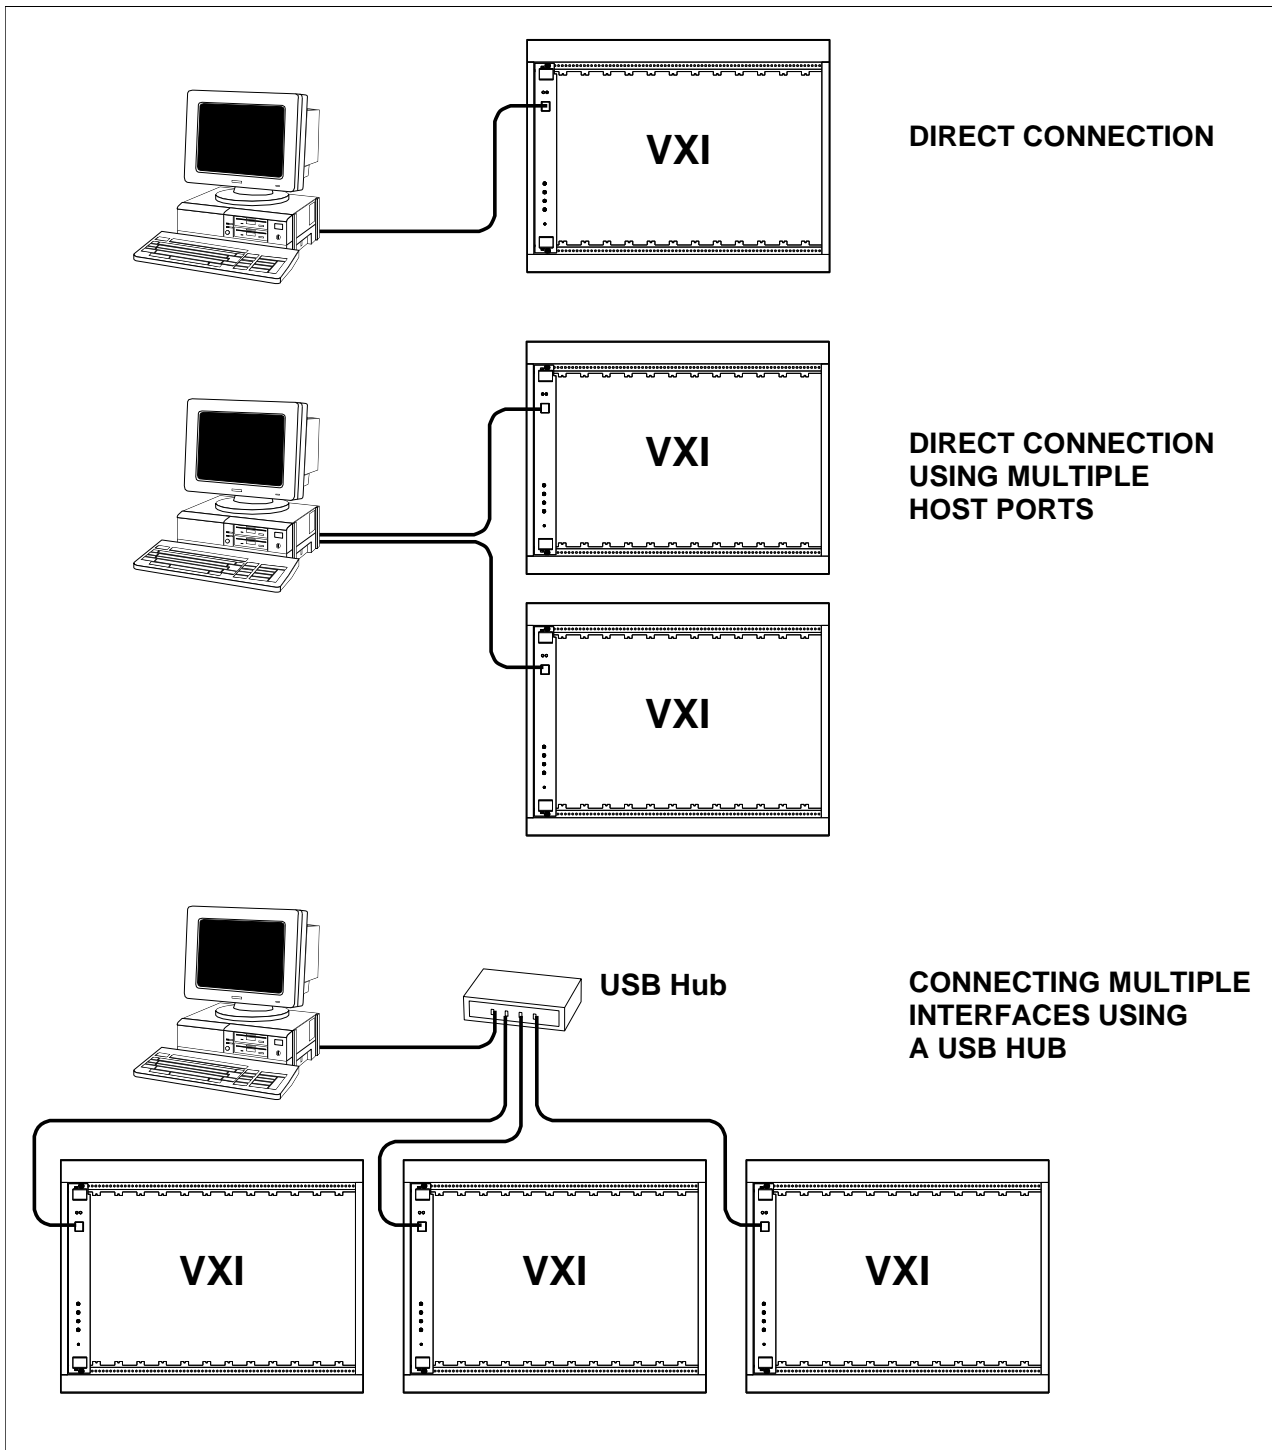 VXI
DIRECT CONNECTION
VXI
DIRECT CONNECTION
USING MULTIPLE
HOST PORTS
VXI
USB Hub
CONNECTING MULTIPLE
INTERFACES USING
A USB HUB
VXI
VXI
VXI